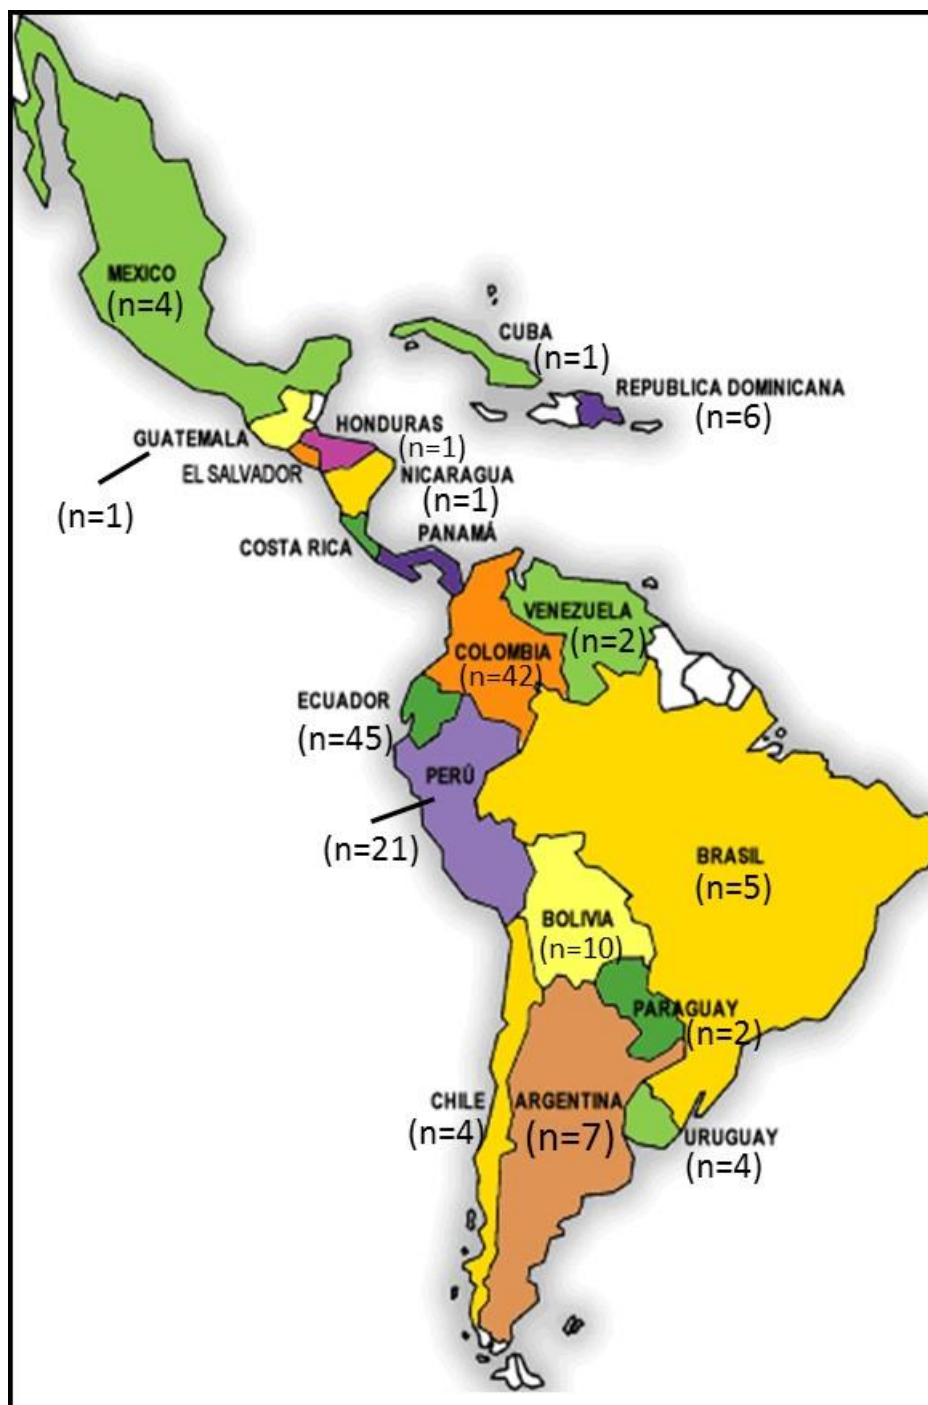 MEXICO
(n=4)
CUBA
(n=1)
REPUBLICA DOMINICANA
(n=6)
GUATEMALA
(n=1)
HONDURAS
(n=1)
EL SALVADOR
NICARAGUA
(n=1)
COSTA RICA
PANAMÁ
VENEZUELA
(n=2)
COLOMBIA
(n=42)
ECUADOR
(n=45)
PERÚ
(n=21)
BRASIL
(n=5)
BOLIVIA
(n=10)
PARAGUAY
(n=2)
CHILE
(n=4)
ARGENTINA
(n=7)
URUGUAY
(n=4)